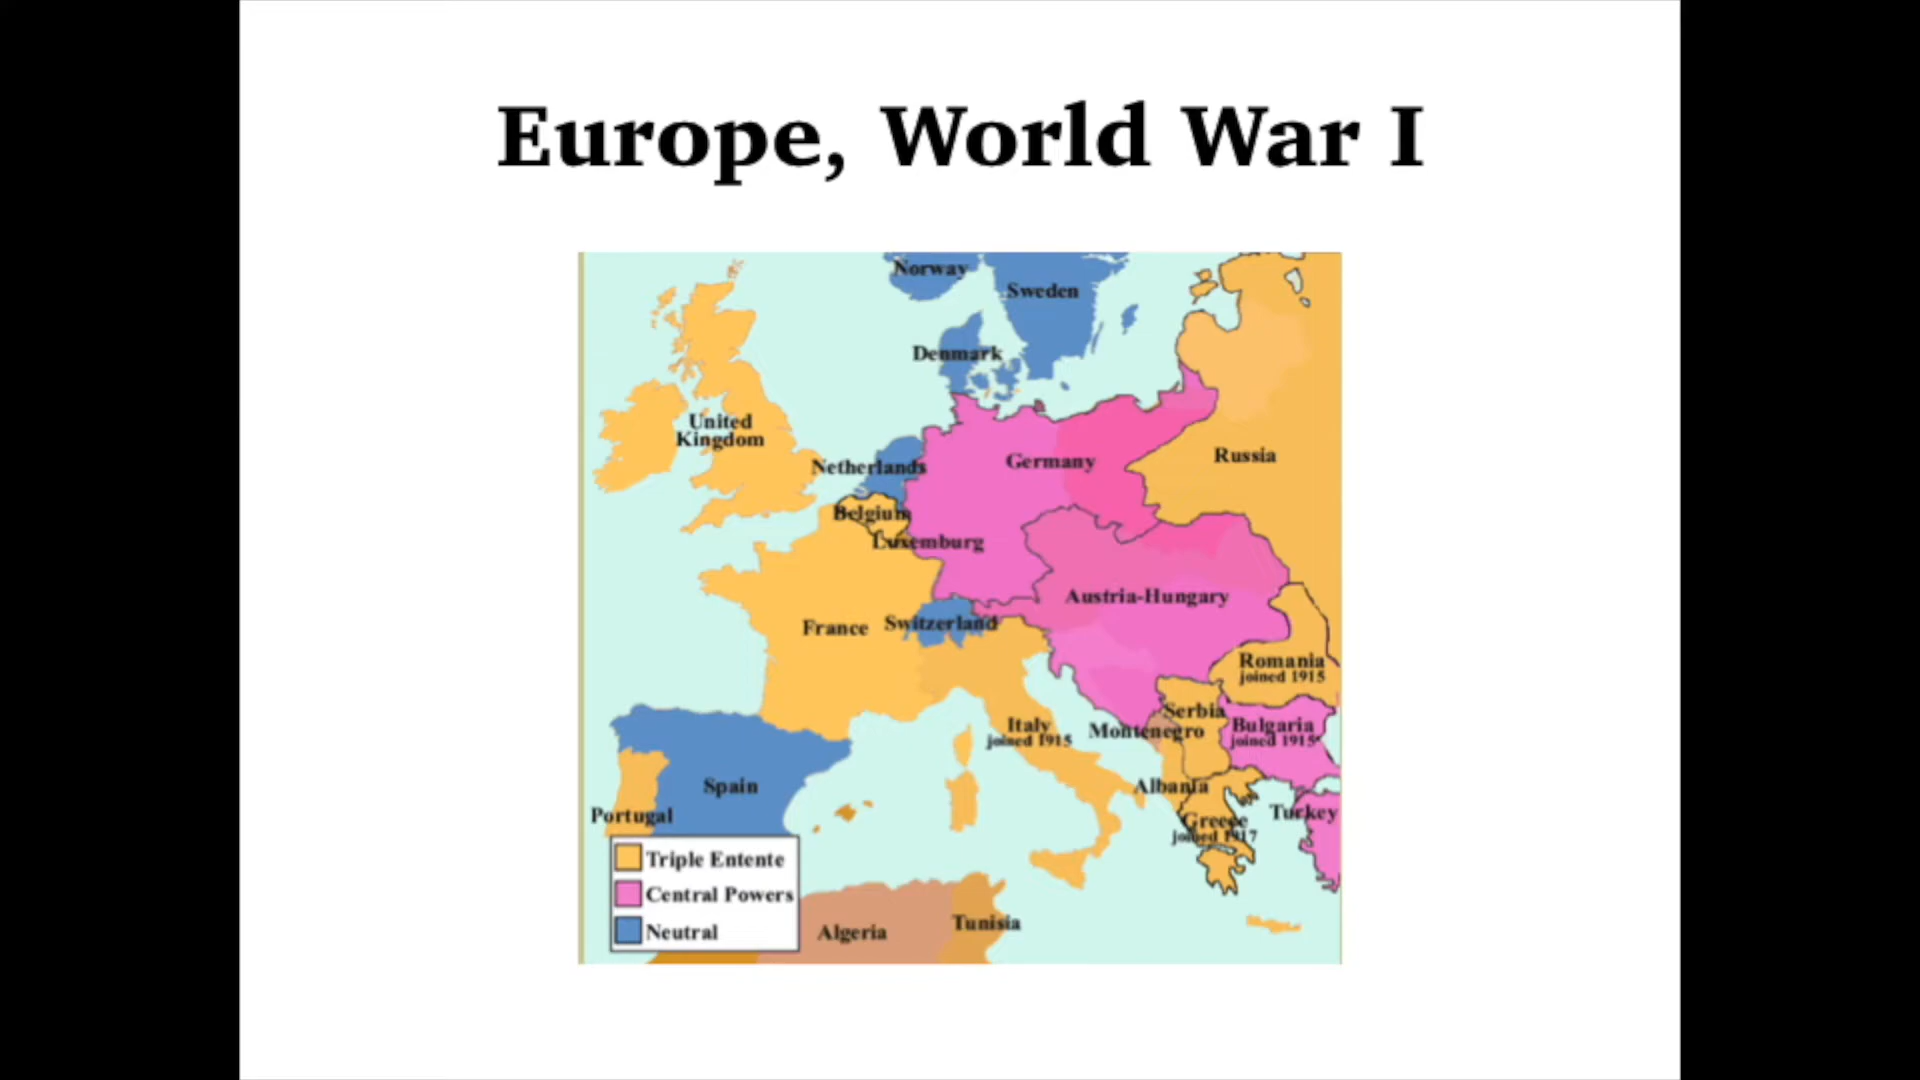 Europe, World War I
Norway
Sweden
Denmark
United
Kingdom
Netherlands
Germany
Russia
Belgium
Luxemburg
Austria-Hungary
France
Switzerland
Romania
joined 1915
Serbia
Italy
joined 1915
Montenegro
Bulgaria
joined 1915
Spain
Albania
Portugal
Greece
joined 1917
Turkey
Triple Entente
Central Powers
Neutral
Algeria
Tunisia